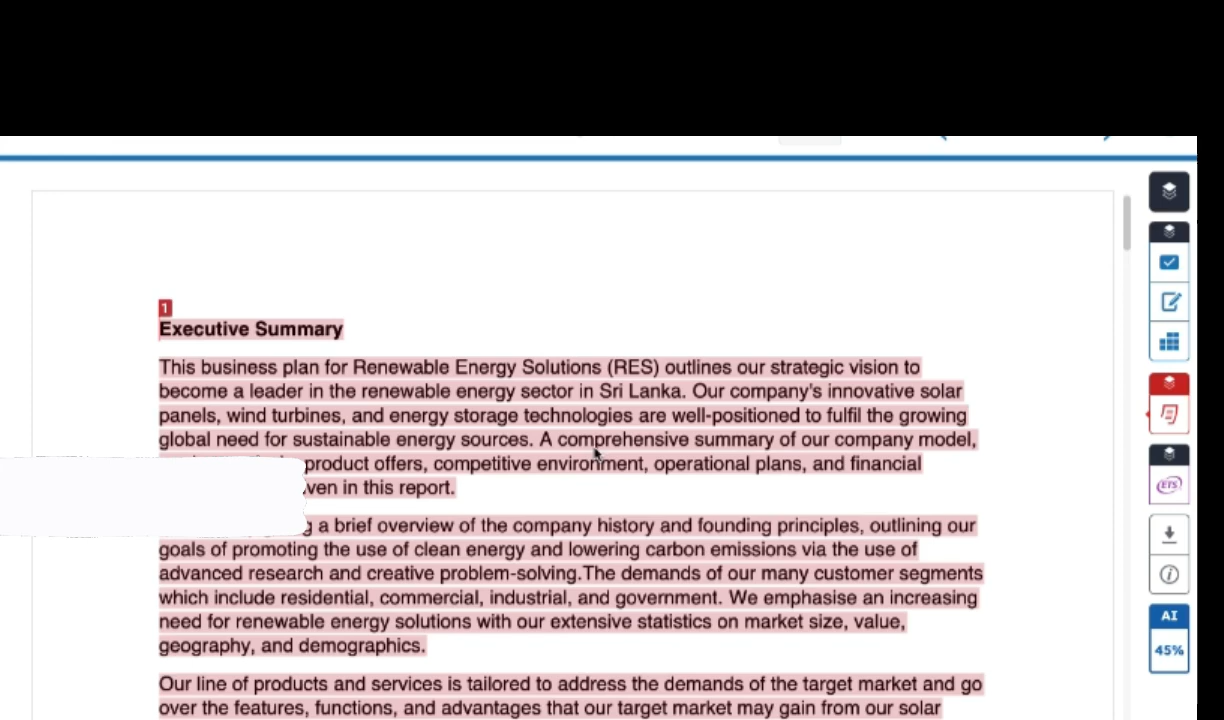 1
Executive Summary
This business plan for Renewable Energy Solutions (RES) outlines our strategic vision to
become a leader in the renewable energy sector in Sri Lanka. Our company's innovative solar
panels, wind turbines, and energy storage technologies are well-positioned to fulfil the growing
global need for sustainable energy sources. A comprehensive summary of our company model,
product offers, competitive environment, operational plans, and financial
in this report.
a brief overview of the company history and founding principles, outlining our
goals of promoting the use of clean energy and lowering carbon emissions via the use of
advanced research and creative problem-solving.The demands of our many customer segments
which include residential, commercial, industrial, and government. We emphasise an increasing
need for renewable energy solutions with our extensive statistics on market size, value,
geography, and demographics.
Our line of products and services is tailored to address the demands of the target market and go
over the features, functions, and advantages that our target market may gain from our solar
ETS
AI
45%